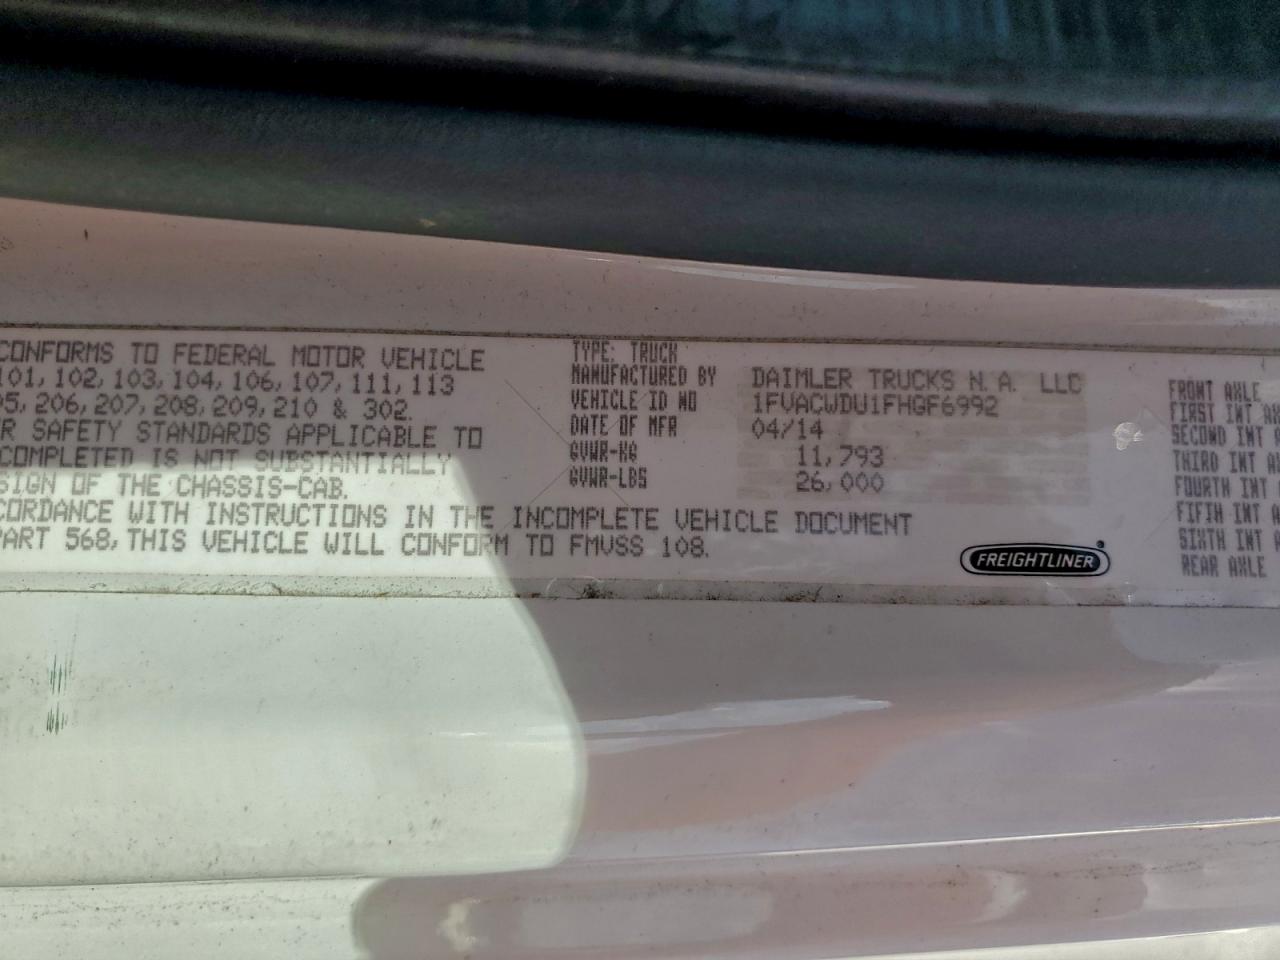 CONFORMS TO FEDERAL MOTOR VEHICLE
101, 102, 103, 104, 106, 107, 111, 113
05, 206, 207, 208, 209, 210 & 302.
R SAFETY STANDARDS APPLICABLE TO
COMPLETED IS NOT SUBSTANTIALLY
SIGN OF THE CHASSIS-CAB.
CORDANCE WITH INSTRUCTIONS IN THE INCOMPLETE VEHICLE DOCUMENT
PART 568, THIS VEHICLE WILL CONFORM TO FMVSS 108.
TYPE: TRUCK
MANUFACTURED BY DAIMLER TRUCKS N.A. LLC
VEHICLE ID NO 1FVACWDU1FHGF6992
DATE OF MFR 04/14
GVWR-KG 11,793
GVWR-LBS 26,000
FREIGHTLINER
FRONT AXLE
FIRST INT A
SECOND INT A
THIRD INT A
FOURTH INT A
FIFTH INT A
SIXTH INT A
REAR AXLE